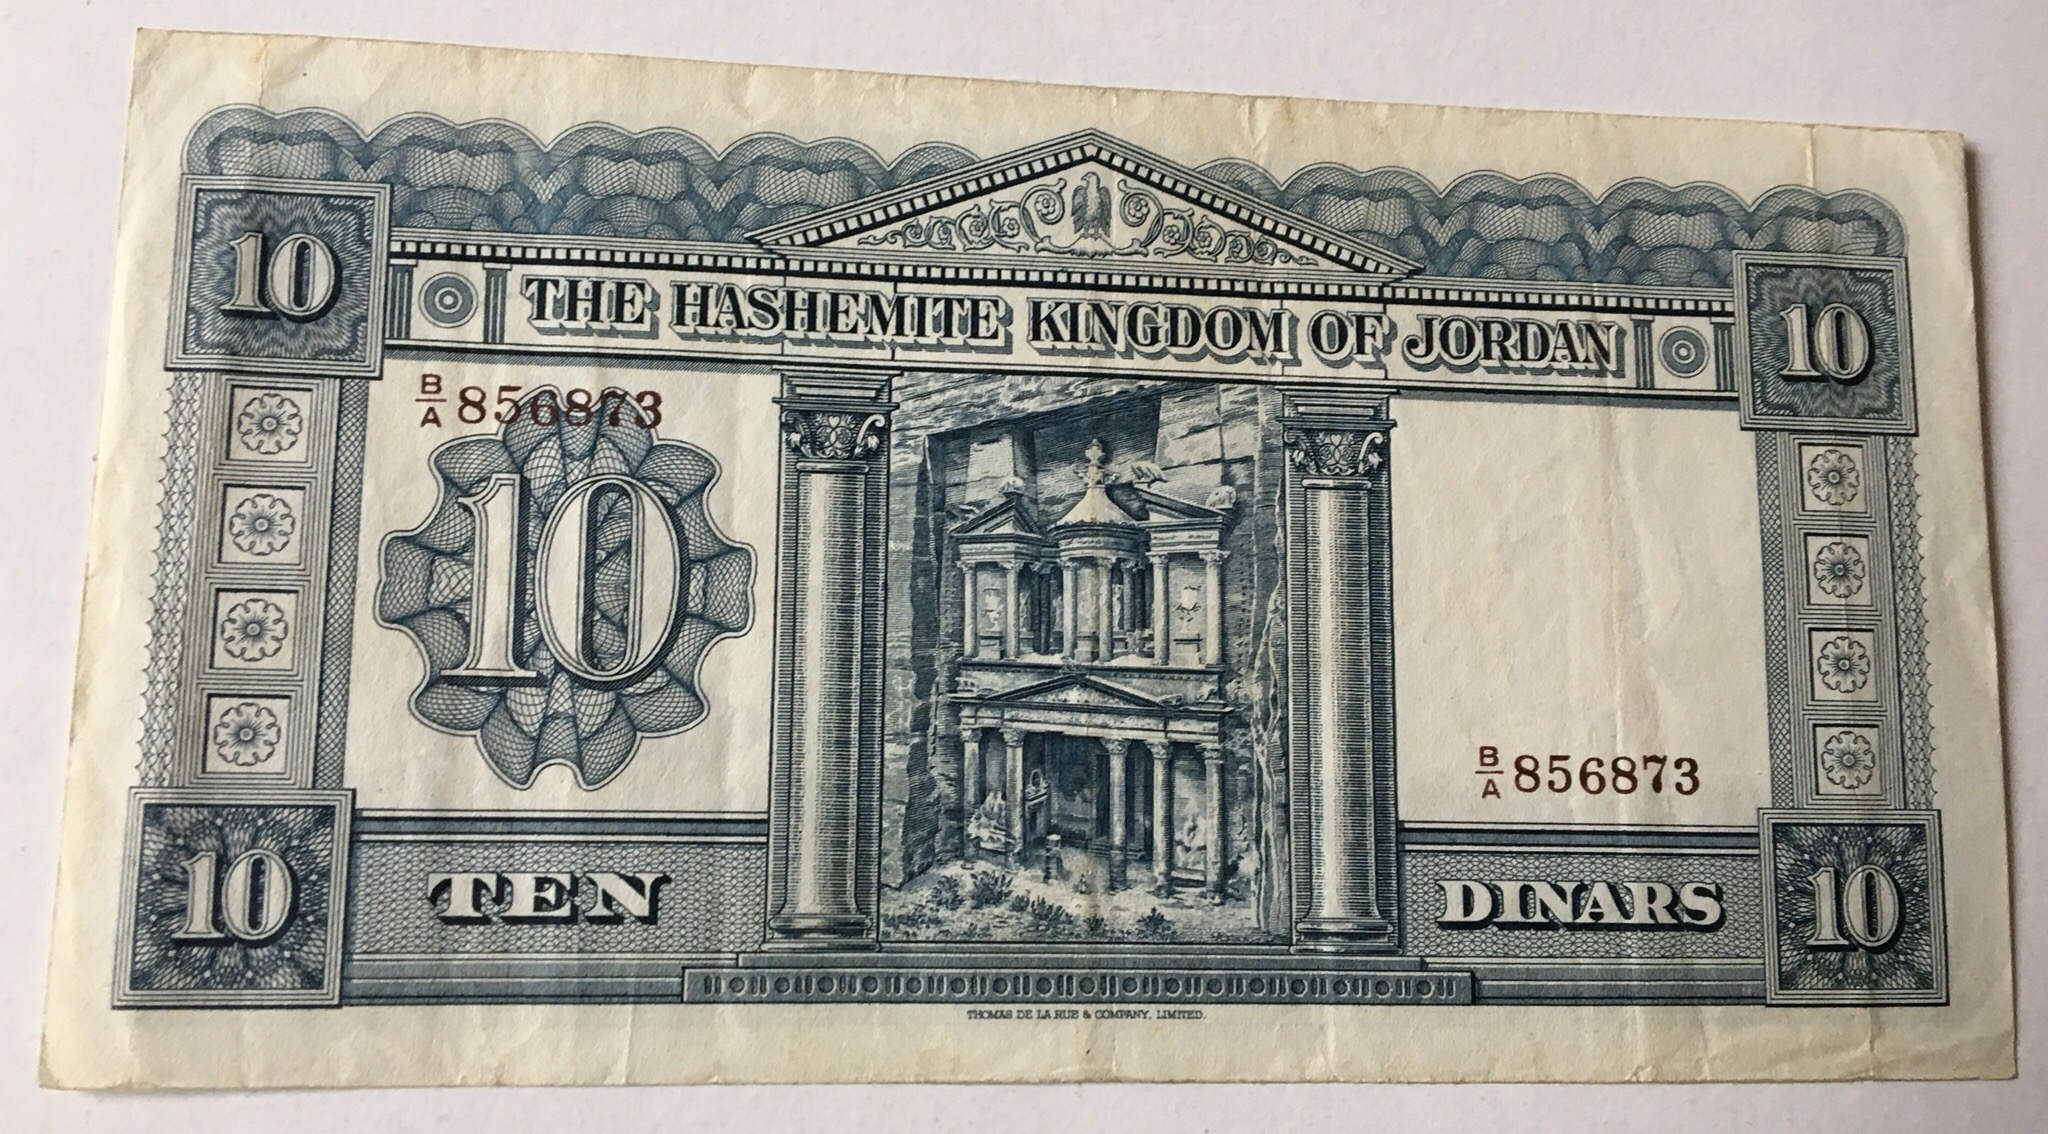 10
10
THE HASHEMITE KINGDOM OF JORDAN
B/A 856873
10
B/A 856873
TEN
DINARS
10
10
THOMAS DE LA RUE & COMPANY, LIMITED.